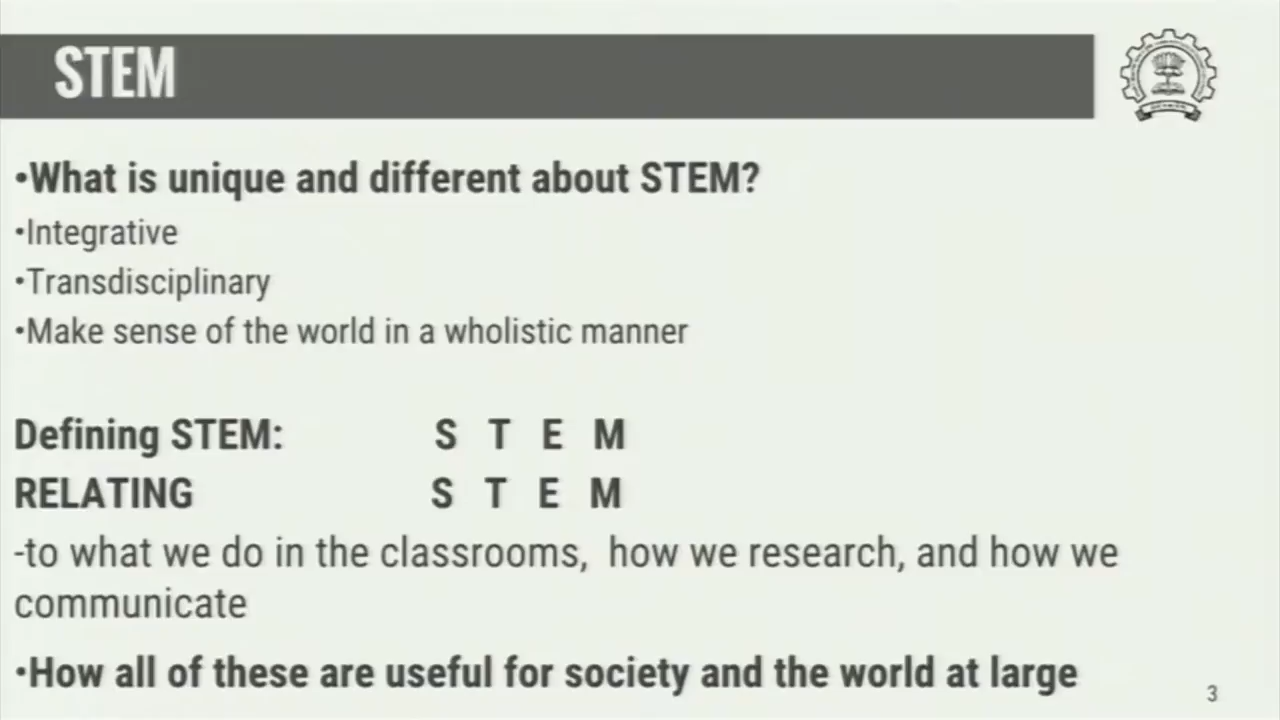 STEM
•What is unique and different about STEM?
•Integrative
•Transdisciplinary
•Make sense of the world in a wholistic manner
Defining STEM: S T E M
RELATING S T E M
-to what we do in the classrooms, how we research, and how we
communicate
•How all of these are useful for society and the world at large
3